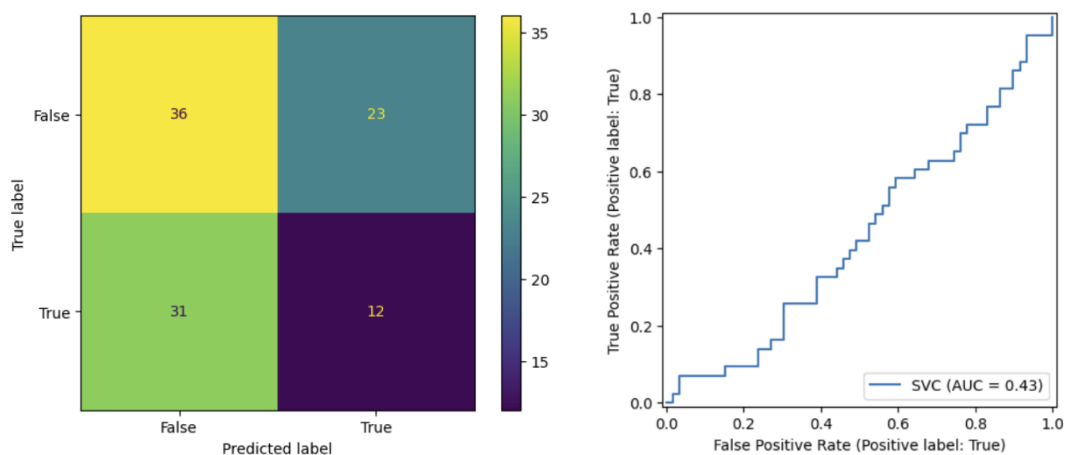 True label
False
True
36
23
31
12
False
True
Predicted label
35
30
25
20
15
True Positive Rate (Positive label: True)
1.0
0.8
0.6
0.4
0.2
0.0
SVC (AUC = 0.43)
0.0 0.2 0.4 0.6 0.8 1.0
False Positive Rate (Positive label: True)